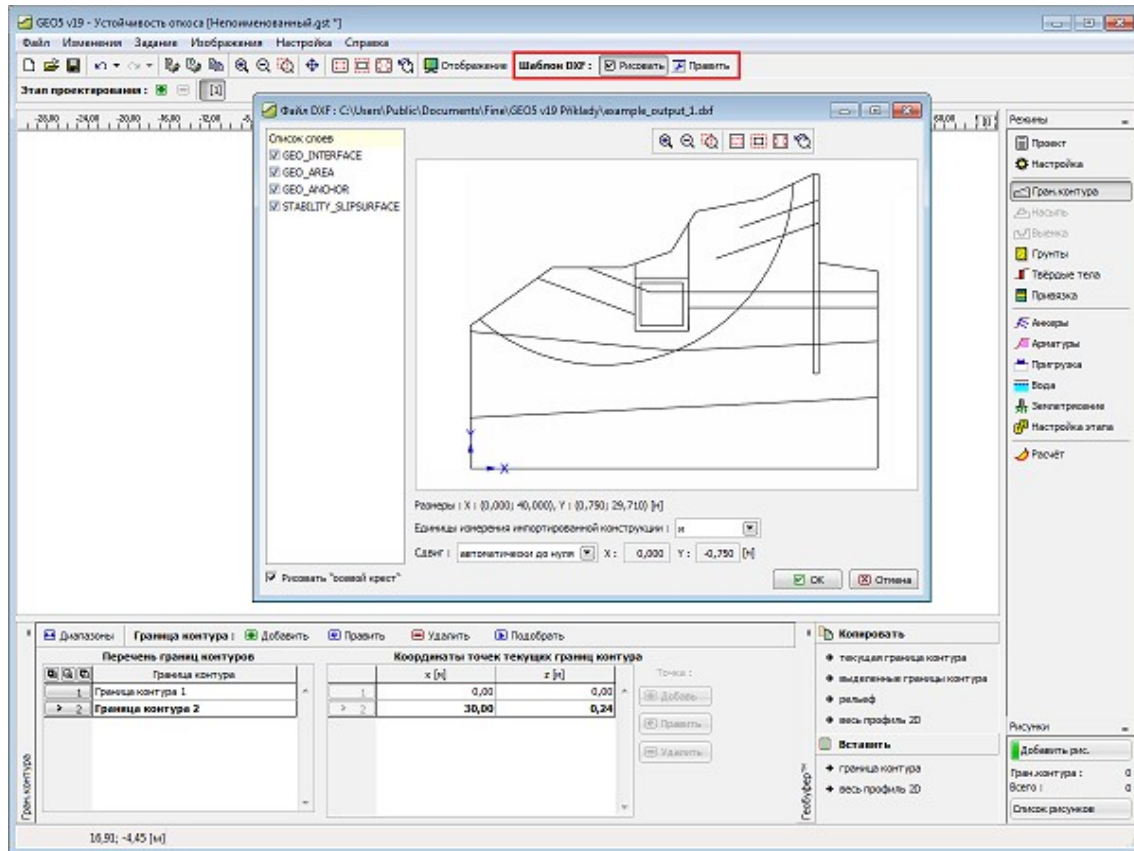 GEO5 v19 - Устойчивость откоса [Непоименованный.gst *]
Файл Изменения Задание Изображения Настройка Справка
Отображение Шаблон DXF : Рисовать Править
Этап проектирования : [1]
Файл DXF : C:\Users\Public\Documents\Fine\GEO5 v19 Příklady\example_output_1.dxf
Список слоев
GEO_INTERFACE
GEO_AREA
GEO_ANCHOR
STABILITY_SLIPSURFACE
Y
X
Размеры : X : (0,000; 40,000), Y : (0,750; 29,710) [м]
Единицы измерения импортированной конструкции : м
Сдвиг : автоматически до нуля X : 0,000 Y : -0,750 [м]
Рисовать "осевой крест"
OK Отмена
Режимы
Проект
Настройка
Гран.контура
Насыпь
Выемка
Грунты
Твёрдые тела
Привязка
Анкеры
Арматуры
Пригрузка
Вода
Землетрясение
Настройка этапа
Расчёт
Диапазоны Граница контура : Добавить Править Удалить Подобрать
Перечень границ контуров
Граница контура
1 Граница контура 1
> 2 Граница контура 2
Координаты точек текущих границ контура
x [м] z [м]
1 0,00 0,00
> 2 30,00 0,24
Точка :
Добавь.
Править
Удалить
Копировать
текущая граница контура
выделенные границы контура
рельеф
весь профиль 2D
Вставить
граница контура
весь профиль 2D
Гран.контура
Геобуфер™
Рисунки
Добавить рис.
Гран.контура : 0
Всего : 0
Список рисунков
16,91; -4,45 [м]